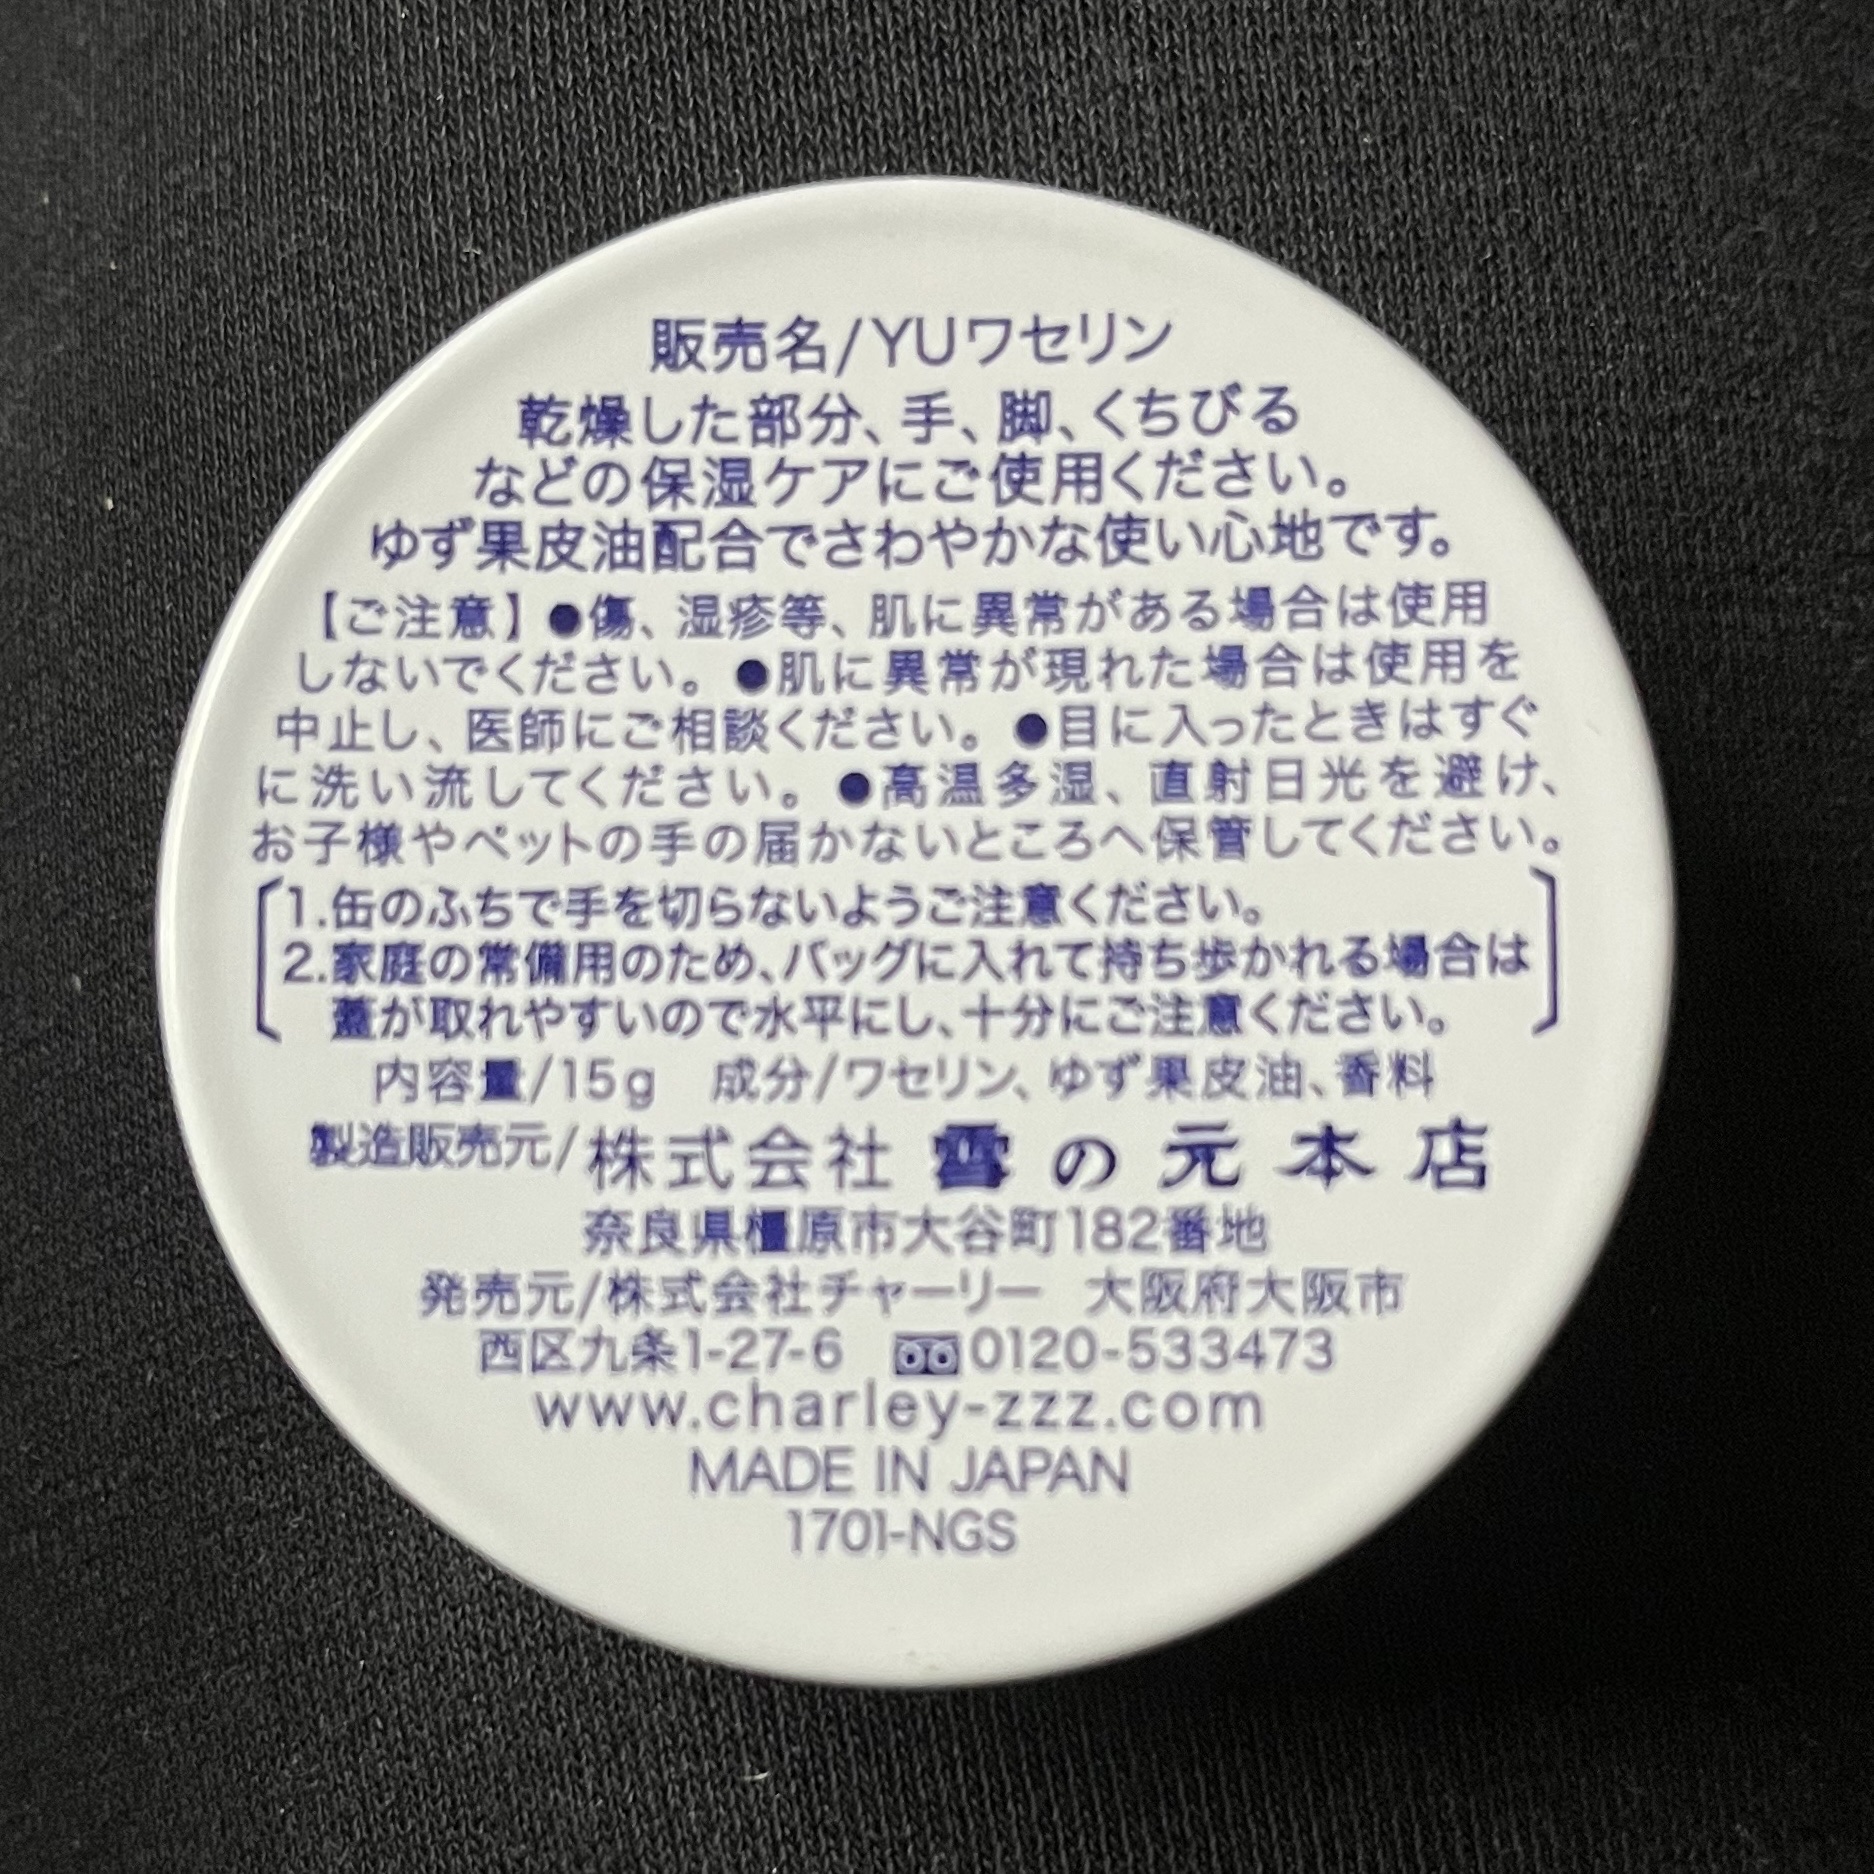 販売名/YUワセリン
乾燥した部分、手、脚、くちびる
などの保湿ケアにご使用ください。
ゆず果皮油配合でさわやかな使い心地です。
【ご注意】●傷、湿疹等、肌に異常がある場合は使用
しないでください。●肌に異常が現れた場合は使用を
中止し、医師にご相談ください。●目に入ったときはすぐ
に洗い流してください。●高温多湿、直射日光を避け、
お子様やペットの手の届かないところへ保管してください。
1.缶のふちで手を切らないようご注意ください。
2.家庭の常備用のため、バッグに入れて持ち歩かれる場合は
蓋が取れやすいので水平にし、十分にご注意ください。
内容量/15g 成分/ワセリン、ゆず果皮油、香料
製造販売元/株式会社 雪の元本店
奈良県橿原市大谷町182番地
発売元/株式会社チャーリー 大阪府大阪市
西区九条1-27-6 0120-533473
www.charley-zzz.com
MADE IN JAPAN
1701-NGS